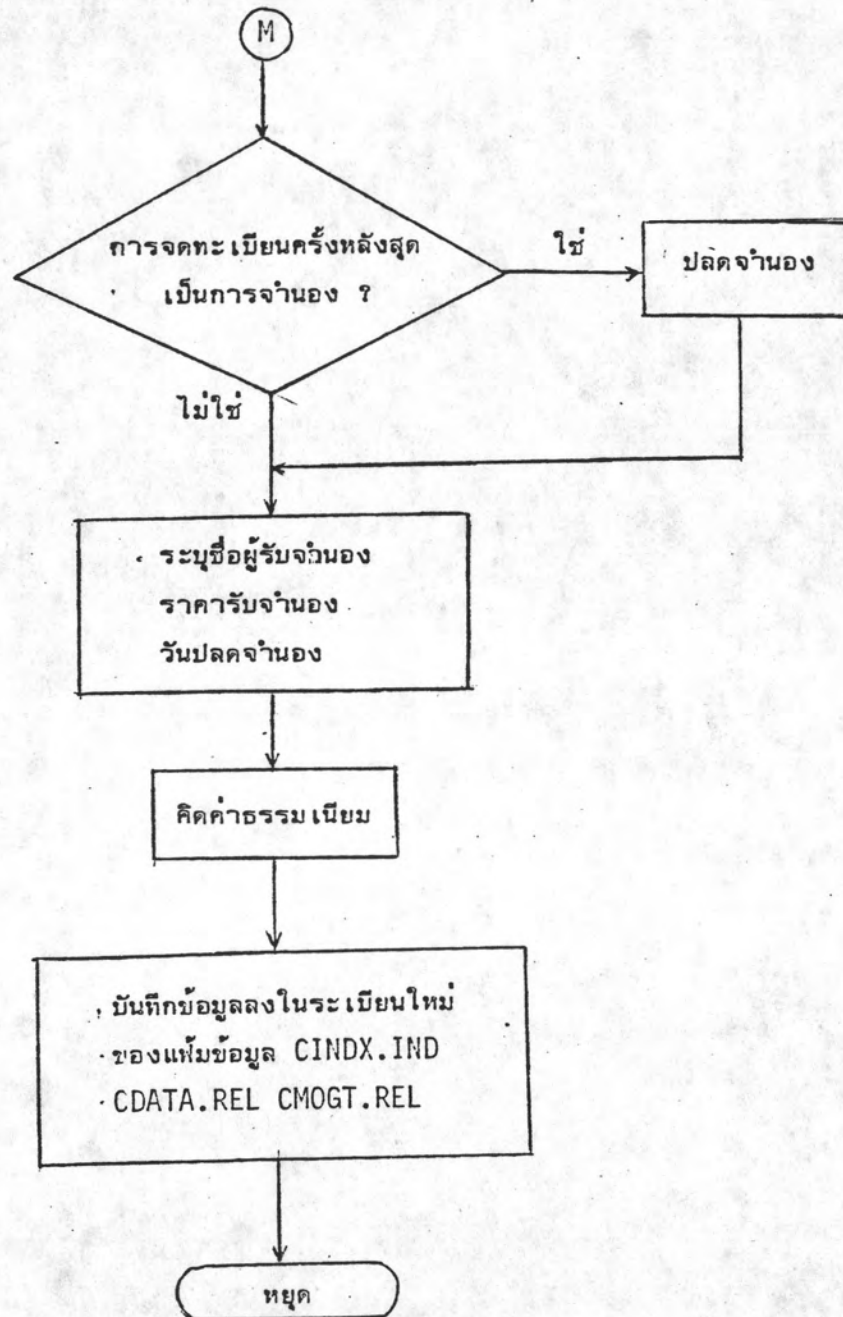 M
การจดทะเบียนครั้งหลังสุด
เป็นการจำนอง ?
ใช่
ปลดจำนอง
ไม่ใช่
ระบุชื่อผู้รับจำนอง
ราคารับจำนอง
วันปลดจำนอง
คิดค่าธรรมเนียม
บันทึกข้อมูลลงในระเบียนใหม่
ของแฟ้มข้อมูล CINDX.IND
CDATA.REL CMOGT.REL
หยุด